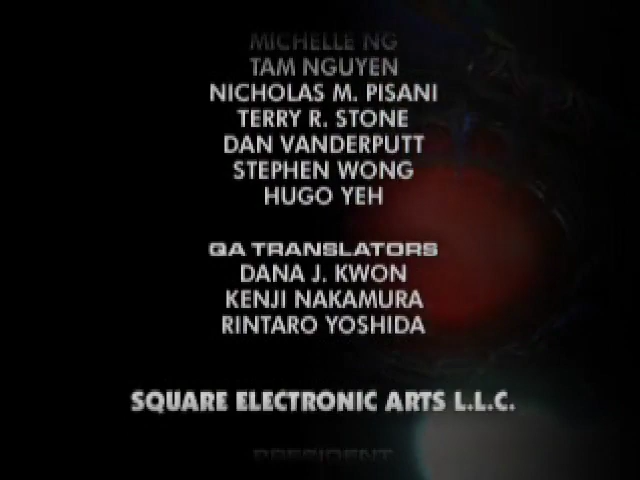 MICHELLE NG
TAM NGUYEN
NICHOLAS M. PISANI
TERRY R. STONE
DAN VANDERPUTT
STEPHEN WONG
HUGO YEH
QA TRANSLATORS
DANA J. KWON
KENJI NAKAMURA
RINTARO YOSHIDA
SQUARE ELECTRONIC ARTS L.L.C.
PRESIDENT